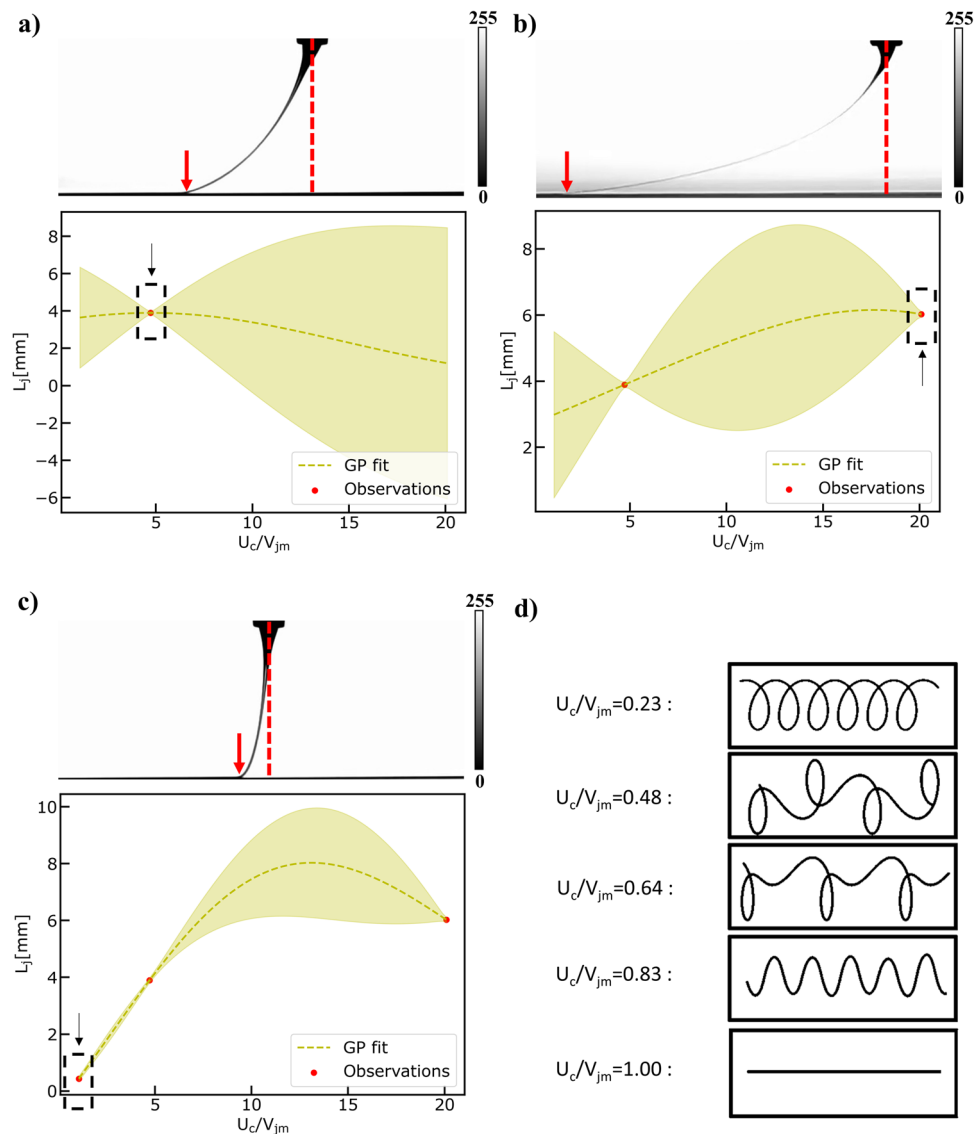 a)
255
0
L_j[mm]
8
6
4
2
0
−2
−4
−6
GP fit
Observations
5 10 15 20
U_c/V_jm
b)
255
0
L_j[mm]
8
6
4
2
GP fit
Observations
5 10 15 20
U_c/V_jm
c)
255
0
L_j[mm]
10
8
6
4
2
0
GP fit
Observations
5 10 15 20
U_c/V_jm
d)
U_c/V_jm=0.23 :
U_c/V_jm=0.48 :
U_c/V_jm=0.64 :
U_c/V_jm=0.83 :
U_c/V_jm=1.00 :